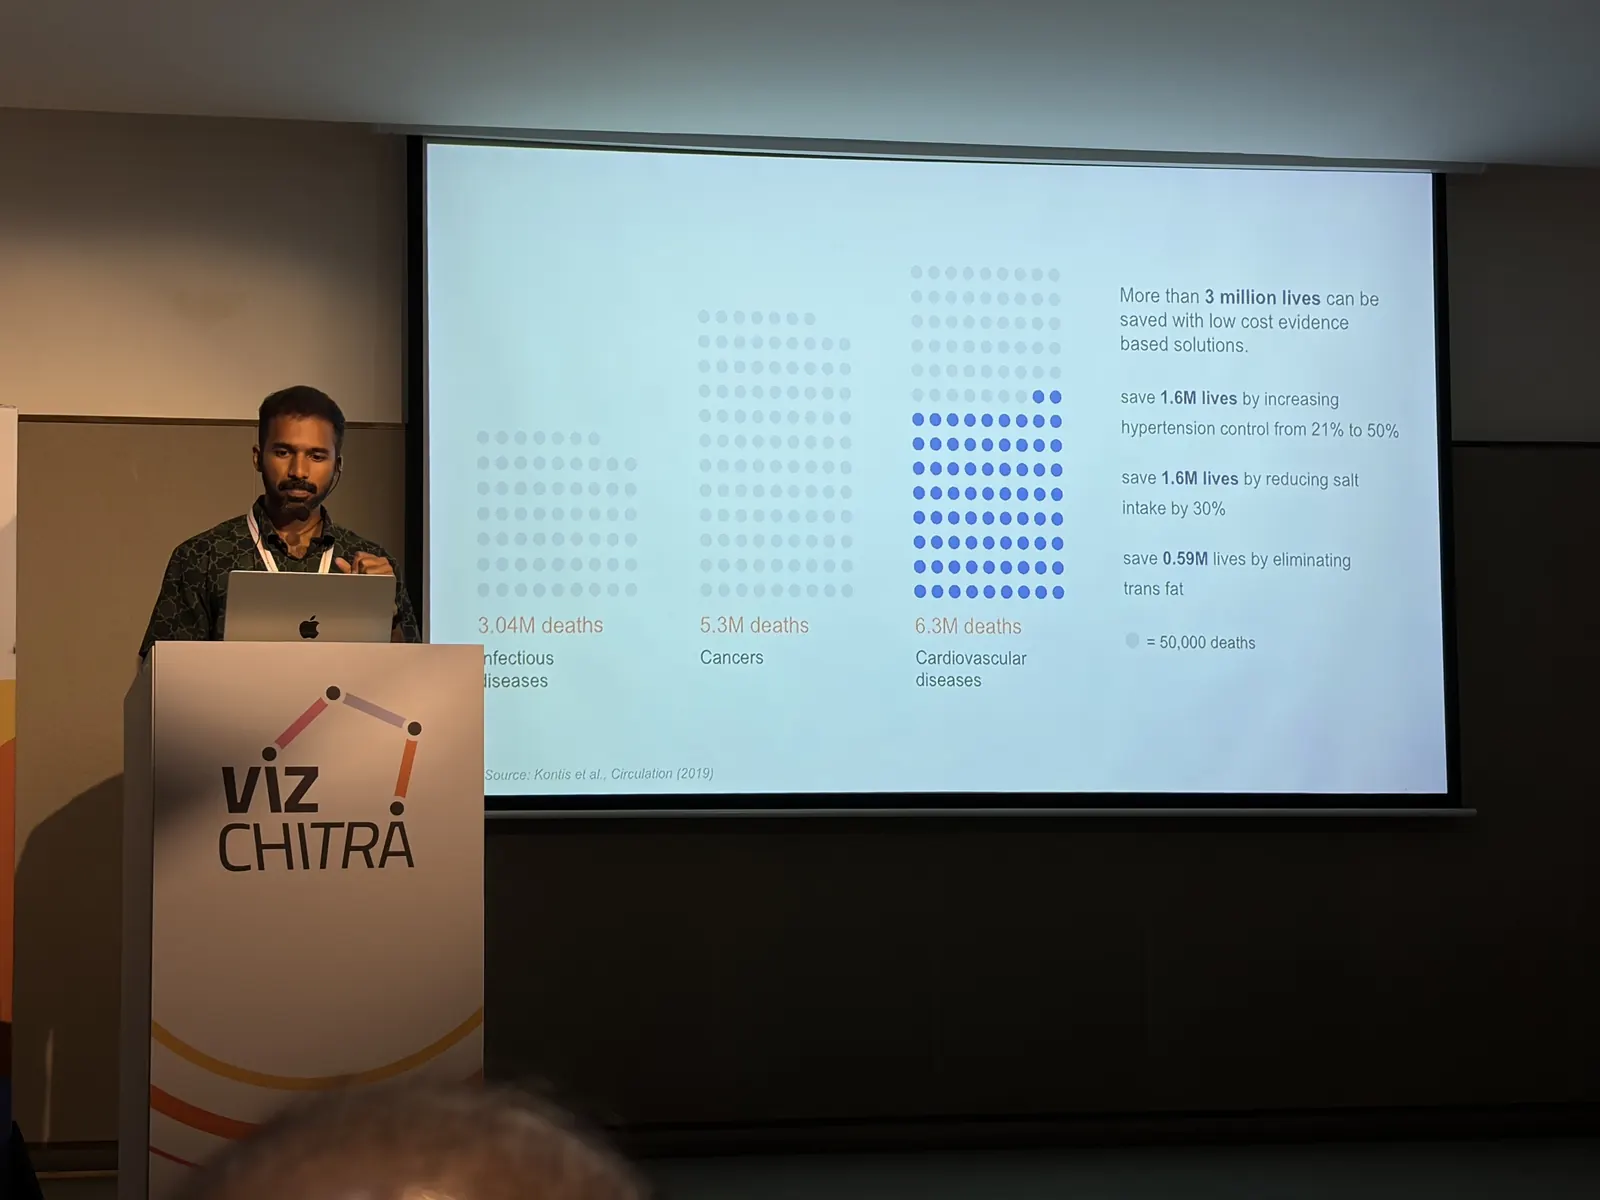 More than 3 million lives can be
saved with low cost evidence
based solutions.
save 1.6M lives by increasing
hypertension control from 21% to 50%
save 1.6M lives by reducing salt
intake by 30%
save 0.59M lives by eliminating
trans fat
= 50,000 deaths
3.04M deaths
nfectious
diseases
5.3M deaths
Cancers
6.3M deaths
Cardiovascular
diseases
Source: Kontis et al., Circulation (2019)
viz
CHITRA